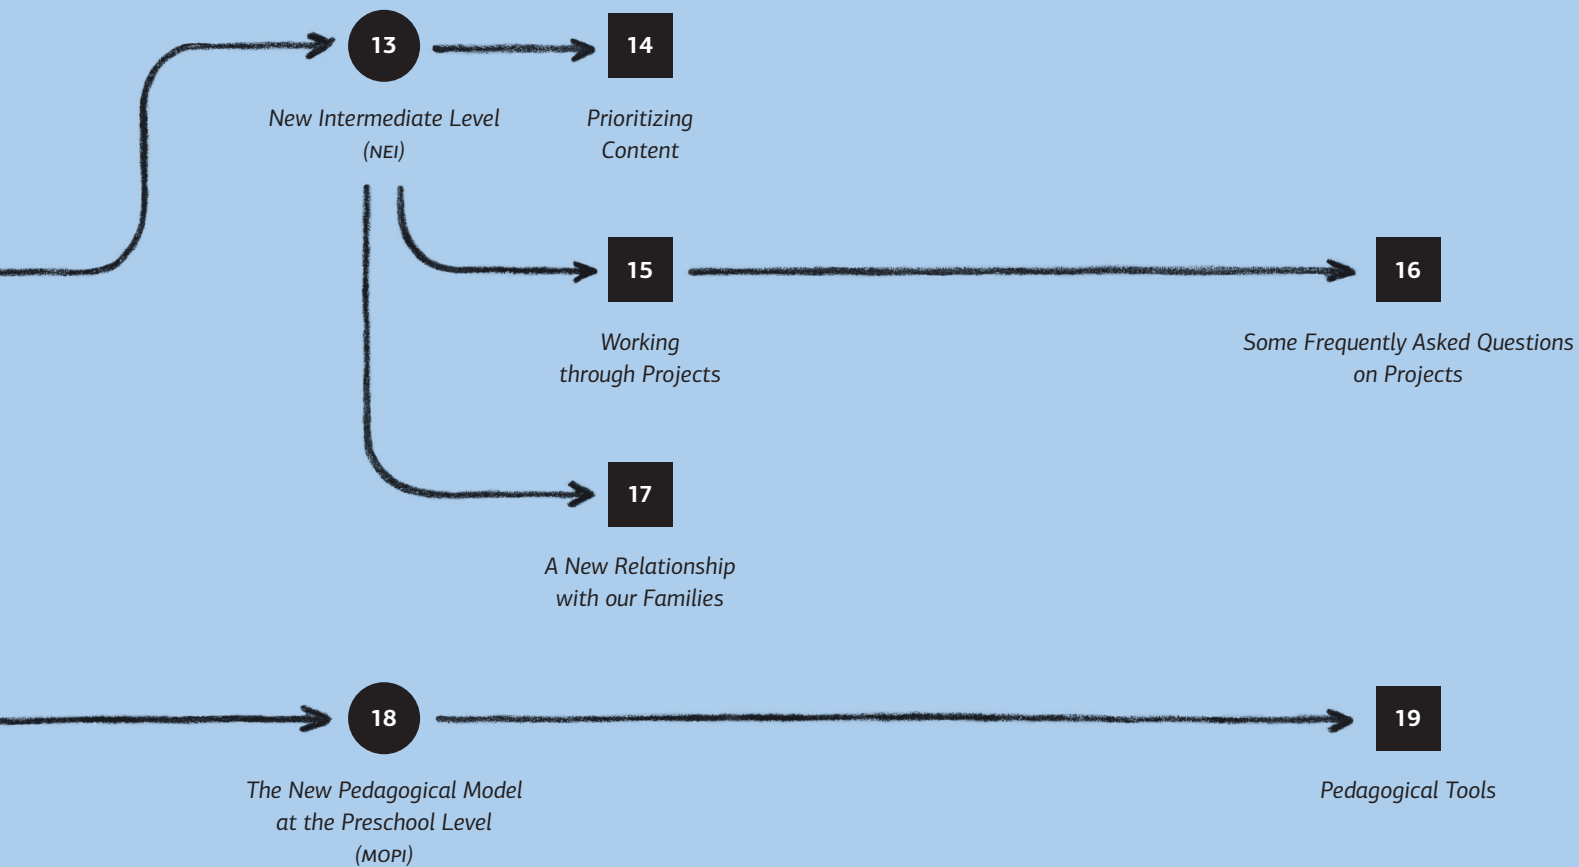 13
New Intermediate Level
(NEI)
14
Prioritizing
Content
15
Working
through Projects
16
Some Frequently Asked Questions
on Projects
17
A New Relationship
with our Families
18
The New Pedagogical Model
at the Preschool Level
(MOPI)
19
Pedagogical Tools